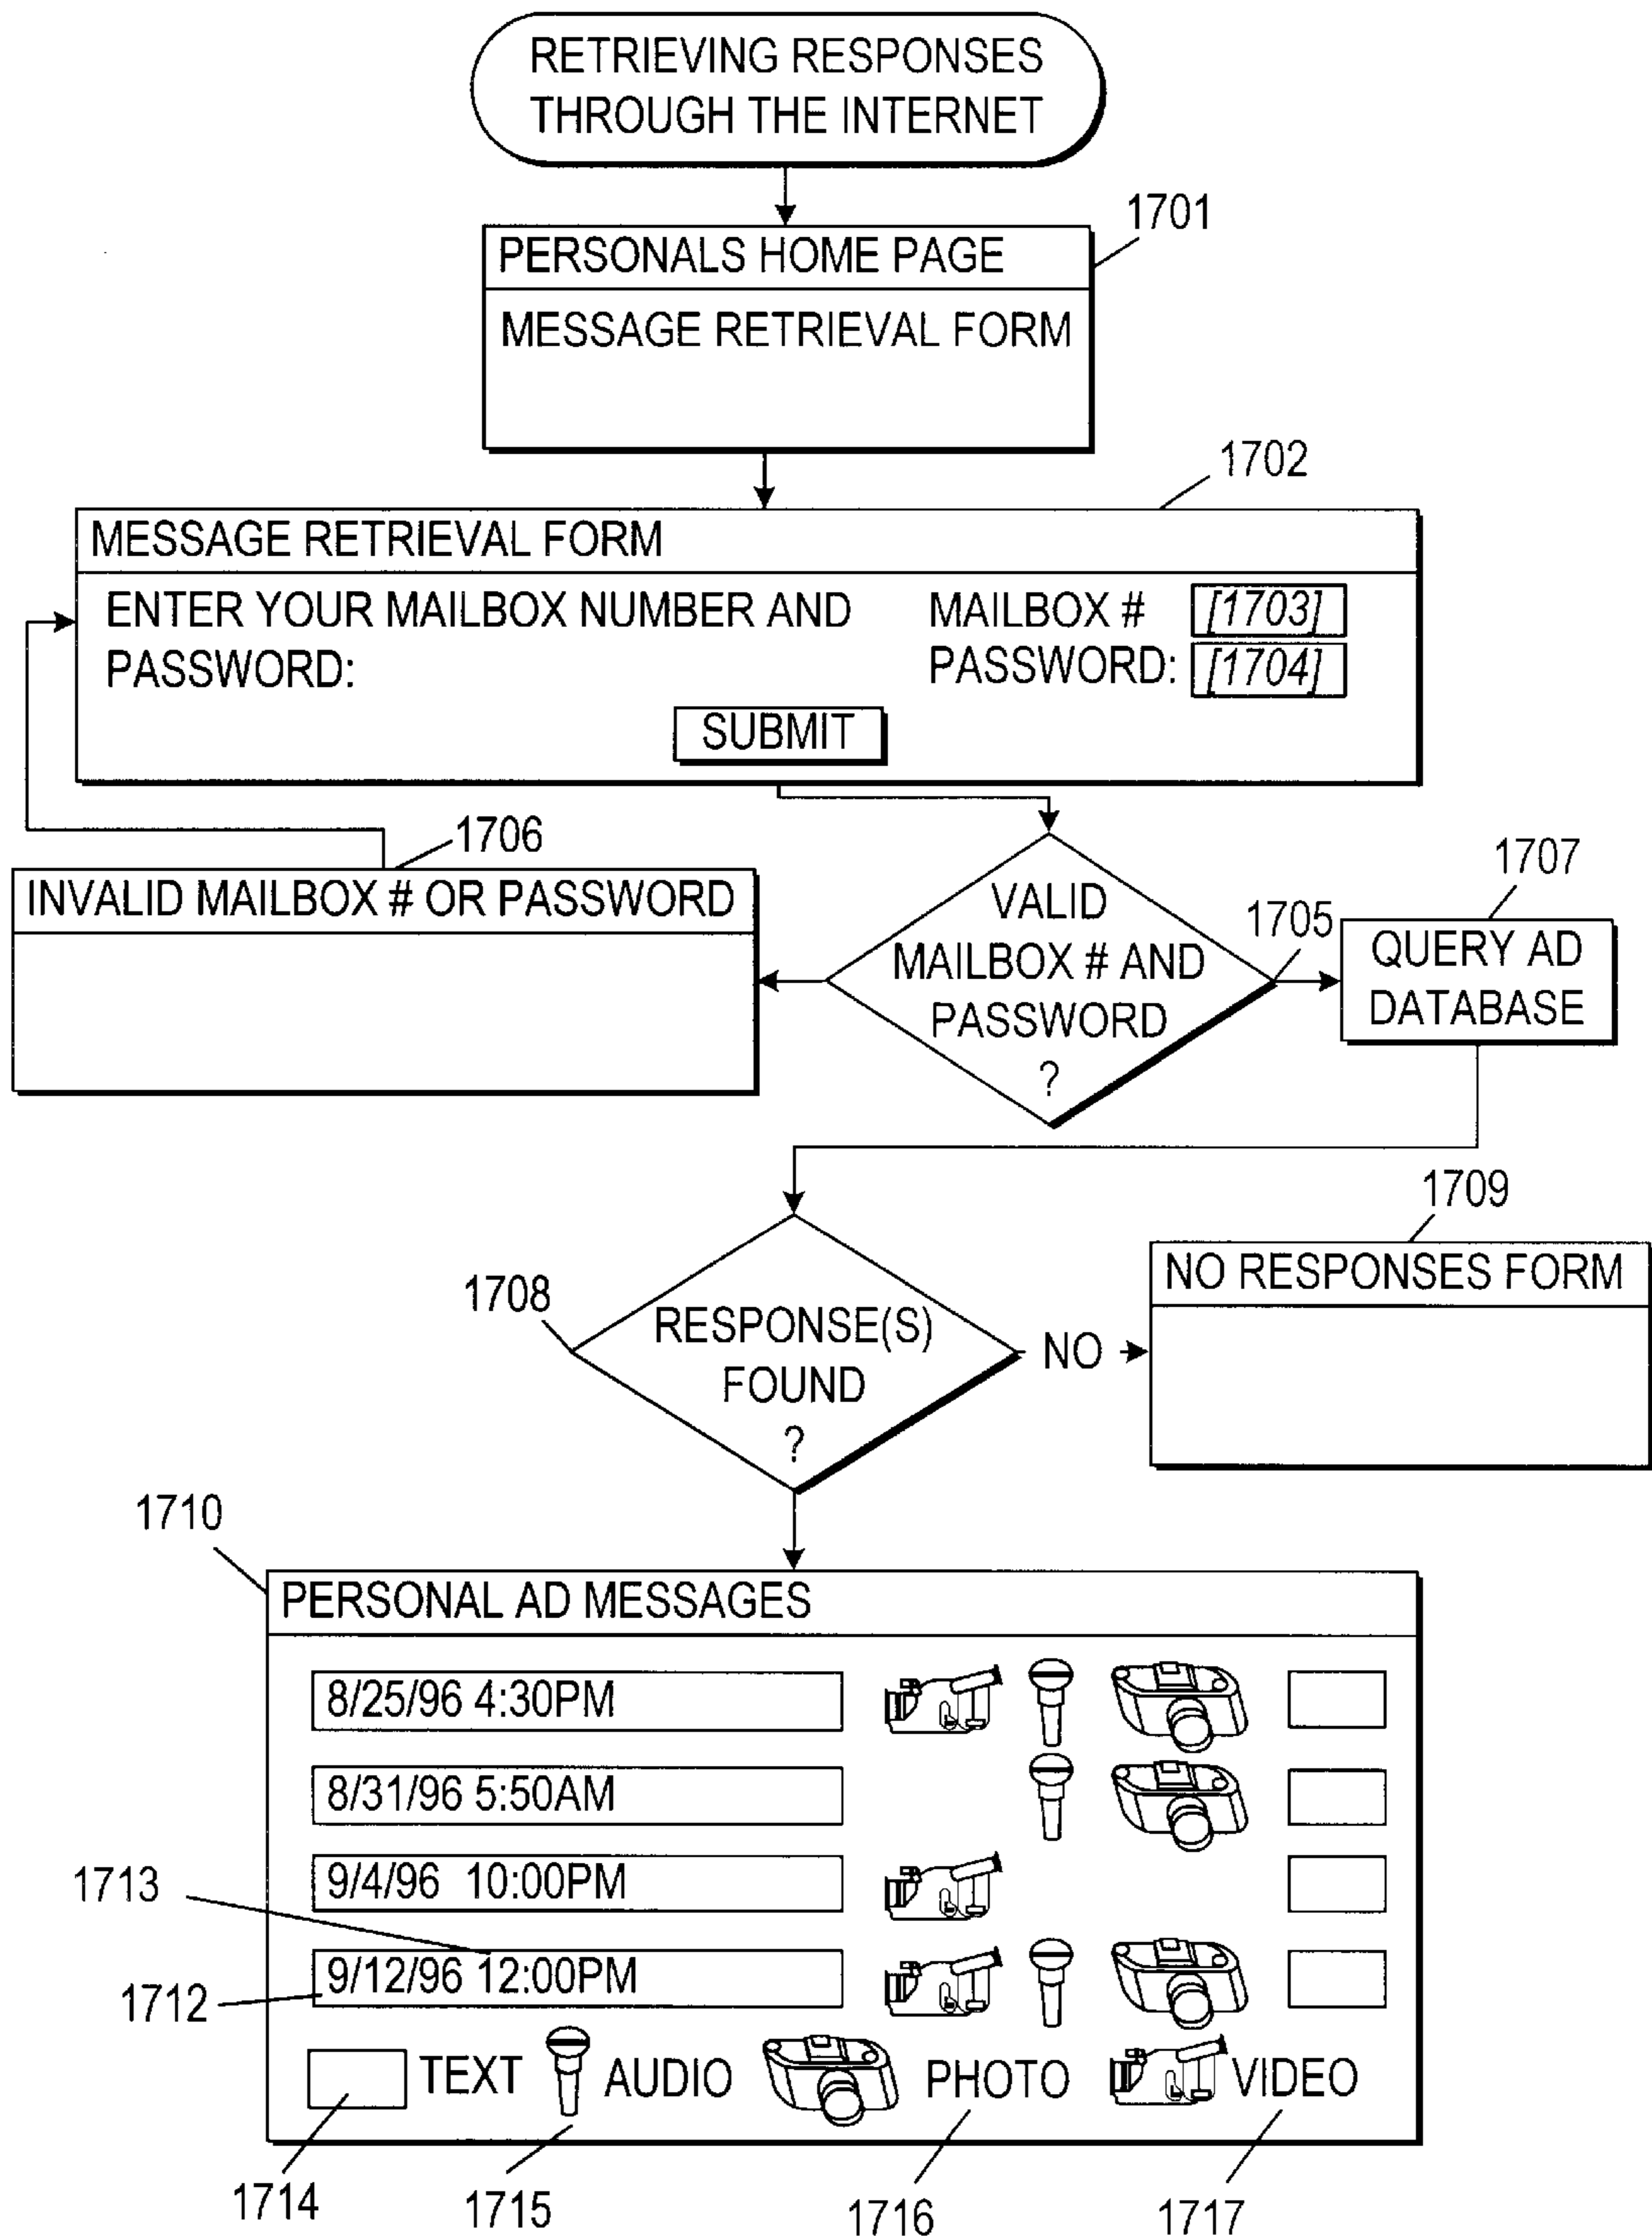 RETRIEVING RESPONSES
THROUGH THE INTERNET
1701
PERSONALS HOME PAGE
MESSAGE RETRIEVAL FORM
1702
MESSAGE RETRIEVAL FORM
ENTER YOUR MAILBOX NUMBER AND
PASSWORD:
MAILBOX # [1703]
PASSWORD: [1704]
SUBMIT
1706
INVALID MAILBOX # OR PASSWORD
VALID
MAILBOX # AND
PASSWORD
?
1705
1707
QUERY AD
DATABASE
1708
RESPONSE(S)
FOUND
?
NO
1709
NO RESPONSES FORM
1710
PERSONAL AD MESSAGES
8/25/96 4:30PM
8/31/96 5:50AM
9/4/96 10:00PM
1713
9/12/96 12:00PM
1712
TEXT AUDIO PHOTO VIDEO
1714 1715 1716 1717